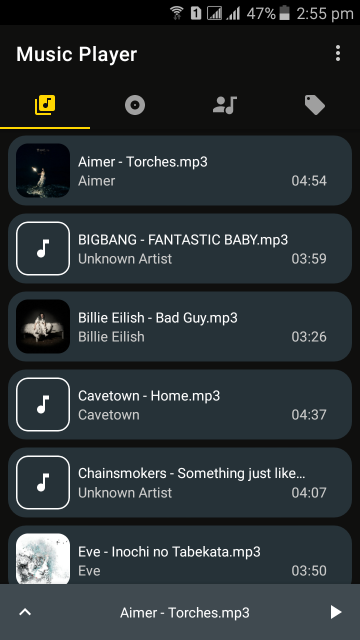 1
47%
2:55 pm
Music Player
Aimer - Torches.mp3
Aimer
04:54
BIGBANG - FANTASTIC BABY.mp3
Unknown Artist
03:59
Billie Eilish - Bad Guy.mp3
Billie Eilish
03:26
Cavetown - Home.mp3
Cavetown
04:37
Chainsmokers - Something just like...
Unknown Artist
04:07
Eve - Inochi no Tabekata.mp3
Eve
03:50
Aimer - Torches.mp3